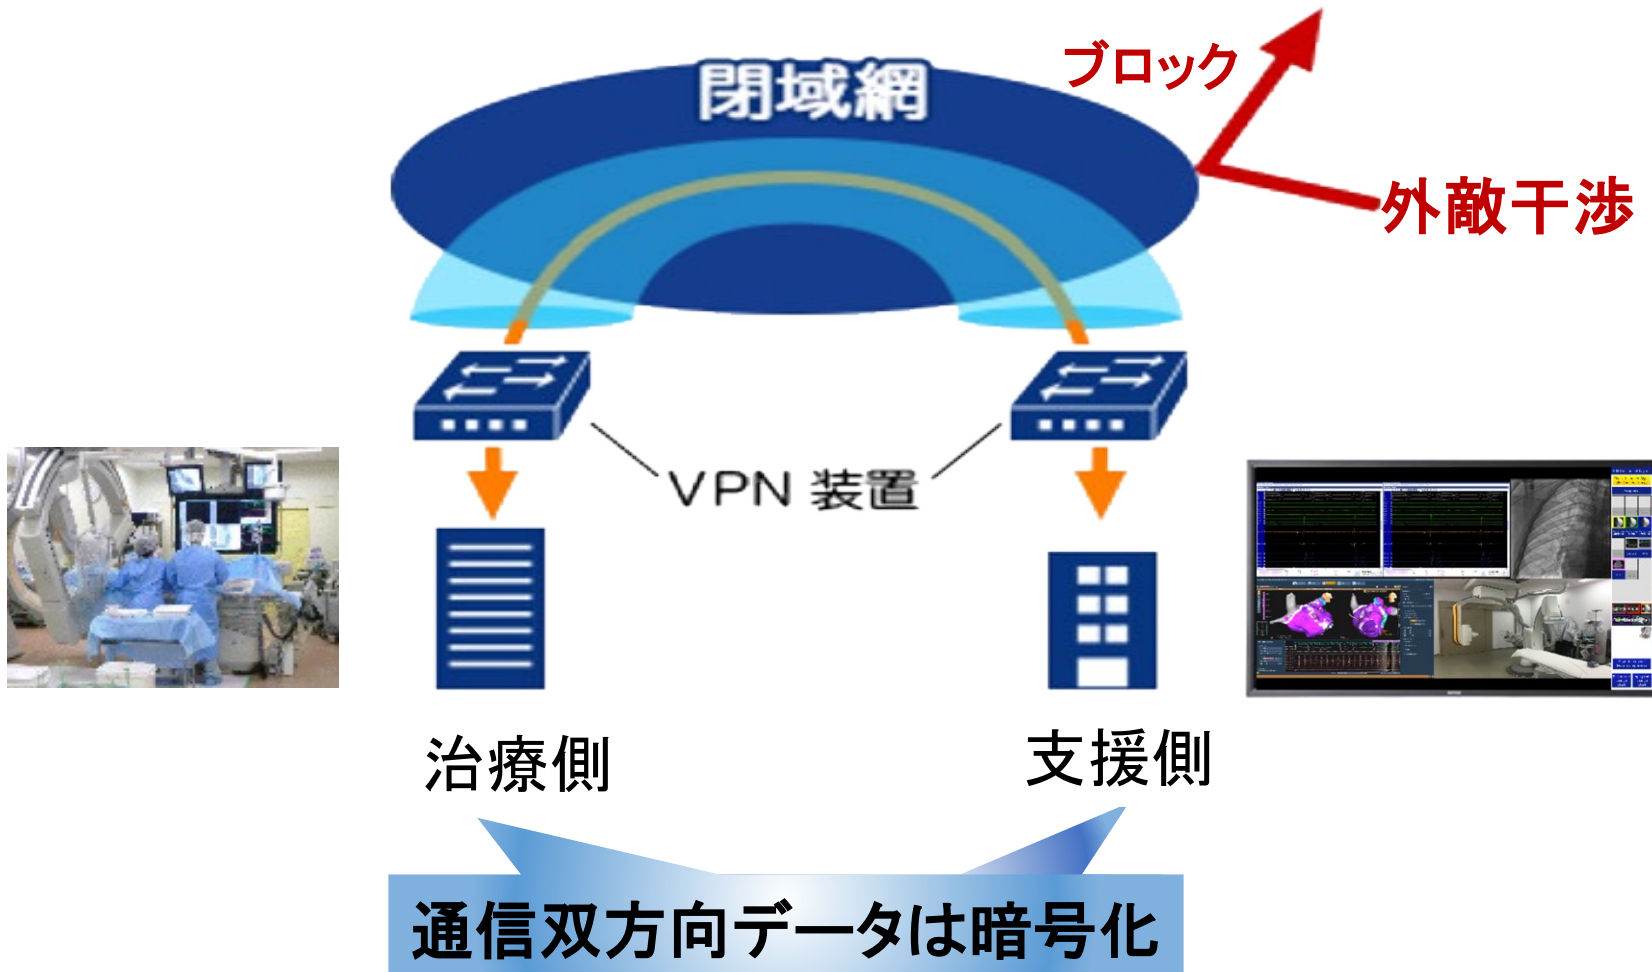 閉域網
ブロック
外敵干渉
VPN 装置
治療側
支援側
通信双方向データは暗号化